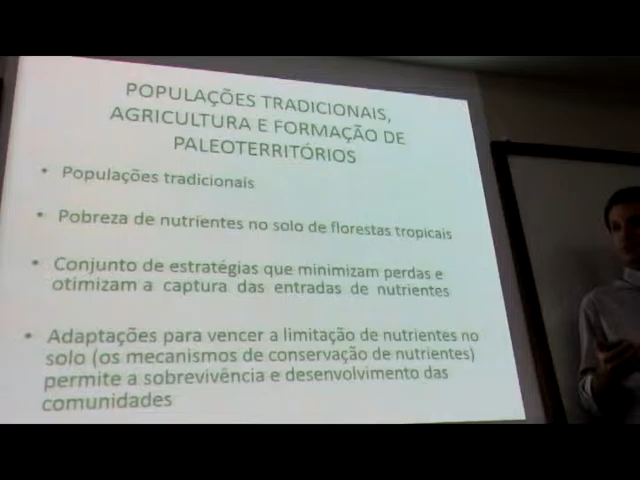 POPULAÇÕES TRADICIONAIS,
AGRICULTURA E FORMAÇÃO DE
PALEOTERRITÓRIOS
• Populações tradicionais
• Pobreza de nutrientes no solo de florestas tropicais
• Conjunto de estratégias que minimizam perdas e
otimizam a captura das entradas de nutrientes
• Adaptações para vencer a limitação de nutrientes no
solo (os mecanismos de conservação de nutrientes)
permite a sobrevivência e desenvolvimento das
comunidades